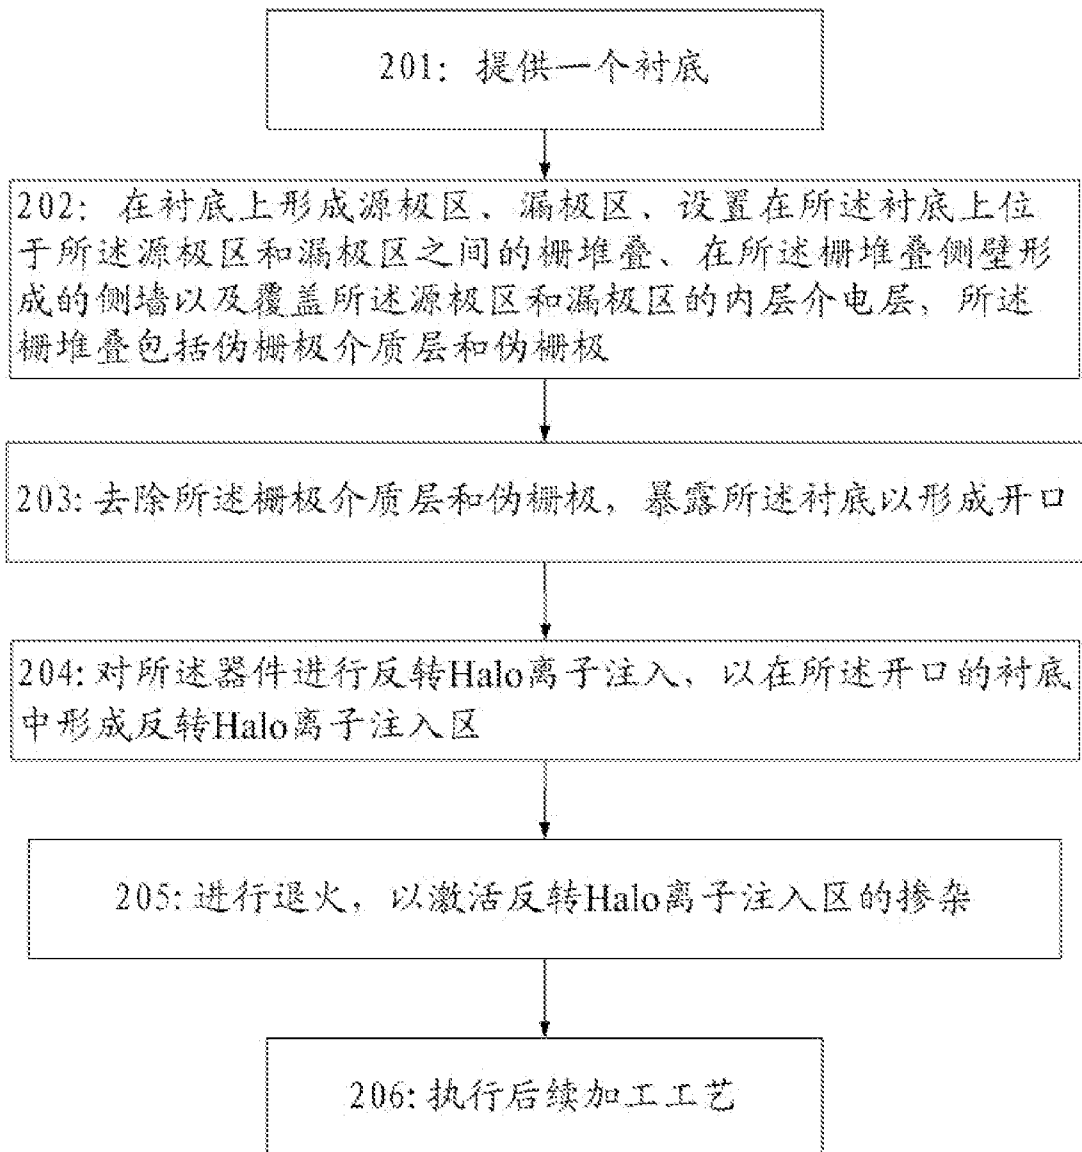 201: 提供一个衬底
202: 在衬底上形成源极区、漏极区、设置在所述衬底上位
于所述源极区和漏极区之间的栅堆叠、在所述栅堆叠侧壁形
成的侧墙以及覆盖所述源极区和漏极区的内层介电层，所述
栅堆叠包括伪栅极介质层和伪栅极
203: 去除所述栅极介质层和伪栅极，暴露所述衬底以形成开口
204: 对所述器件进行反转Halo离子注入，以在所述开口的衬底
中形成反转Halo离子注入区
205: 进行退火，以激活反转Halo离子注入区的掺杂
206: 执行后续加工工艺